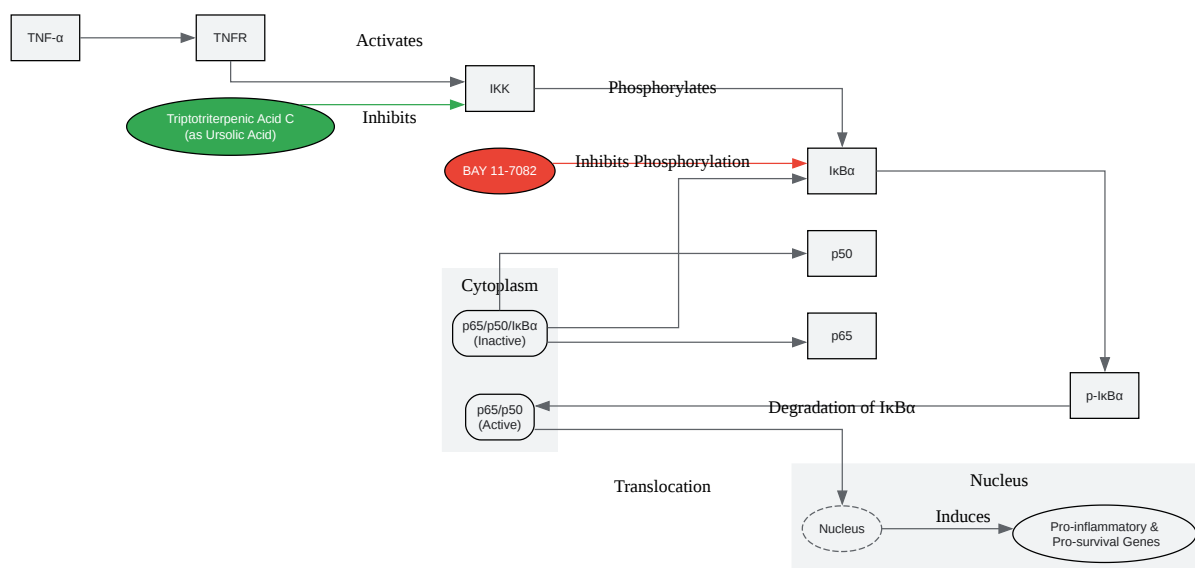 TNF-α
TNFR
Activates
IKK
Phosphorylates
Triptotriterpenic Acid C
(as Ursolic Acid)
Inhibits
BAY 11-7082
Inhibits Phosphorylation
IκBα
p50
Cytoplasm
p65/p50/IκBα
(Inactive)
p65
p-IκBα
p65/p50
(Active)
Degradation of IκBα
Translocation
Nucleus
Nucleus
Induces
Pro-inflammatory &
Pro-survival Genes